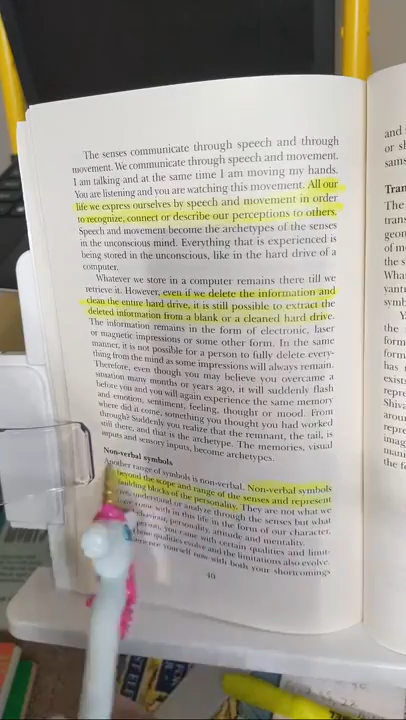 The senses communicate through speech and through
movement. We communicate through speech and movement.
I am talking and at the same time I am moving my hands.
You are listening and you are watching this movement. All our
life we express ourselves by speech and movement in order
to recognize, connect or describe our perceptions to others.
Speech and movement become the archetypes of the senses
in the unconscious mind. Everything that is experienced is
being stored in the unconscious, like in the hard drive of a
computer.
Whatever we store in a computer remains there till we
retrieve it. However, even if we delete the information and
clean the entire hard drive, it is still possible to extract the
deleted information from a blank or a cleaned hard drive.
The information remains in the form of electronic, laser
or magnetic impressions or some other form. In the same
manner, it is not possible for a person to fully delete every-
thing from the mind as some impressions will always remain.
Therefore, even though you may believe you overcame a
situation many months or years ago, it will suddenly flash
before you and you will again experience the same memory
and emotion, sentiment, feeling, thought or mood. From
where did it come, something you thought you had worked
through? Suddenly you realize that the remnant, the tail, is
still there, and that is the archetype. The memories, visual
inputs and sensory inputs, become archetypes.
Non-verbal symbols
Another range of symbols is non-verbal. Non-verbal symbols
beyond the scope and range of the senses and represent
building blocks of the personality. They are not what we
understand or analyze through the senses but what
come with in this life in the form of our character,
behaviour, personality, attitude and mentality.
person, you came with certain qualities and limit-
those qualities evolve and the limitations also evolve.
yourself now with both your shortcomings
40
and
or sh
sams
Tran
The
trans
geon
of m
the s
Wha
yant
symb
Y
the
form
form
has
exist
repre
Shiv
arou
repre
imag
mani
the fo